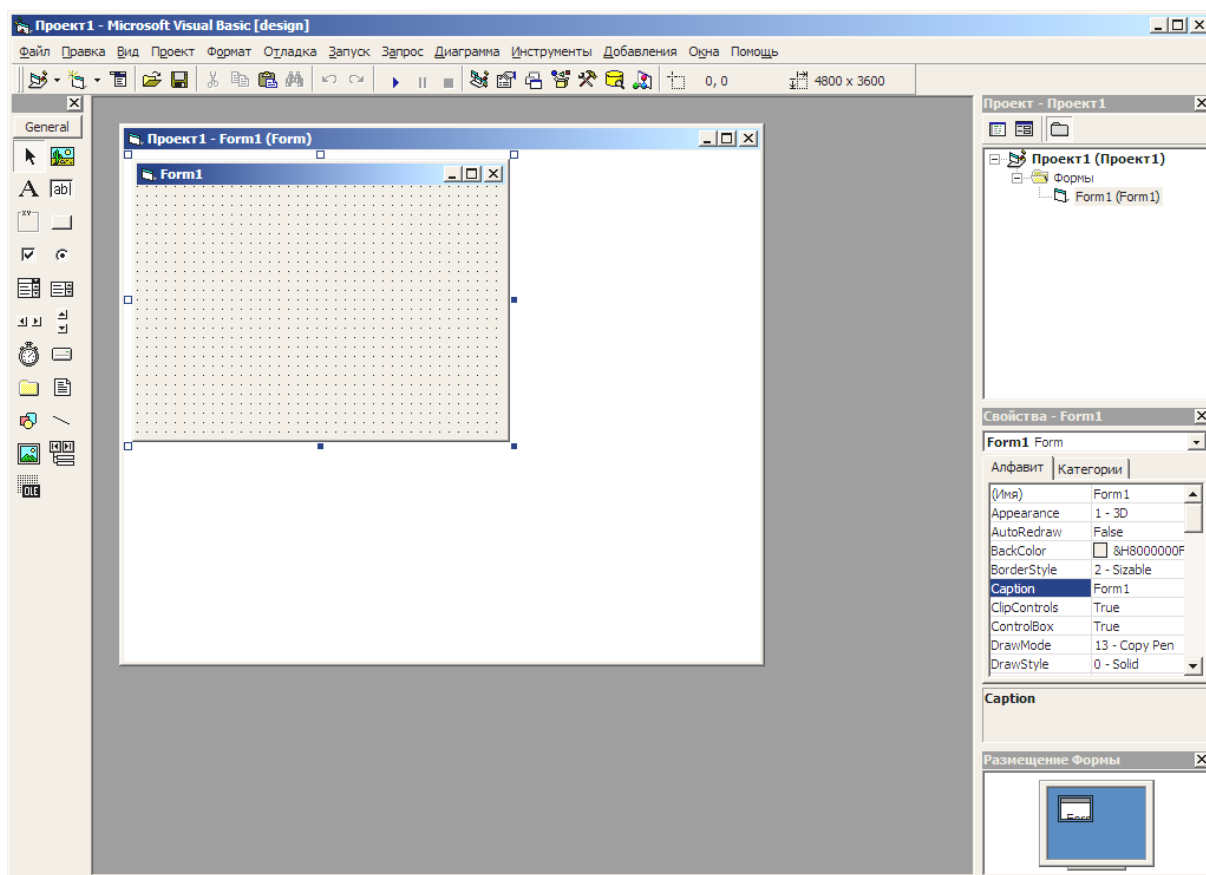 Проект1 - Microsoft Visual Basic [design]
Файл Правка Вид Проект Формат Отладка Запуск Запрос Диаграмма Инструменты Добавления Окна Помощь
0, 0 4800 x 3600
General
A ab
xy
OLE
Проект1 - Form1 (Form)
Form1
Проект - Проект1
Проект1 (Проект1)
Формы
Form1 (Form1)
Свойства - Form1
Form1 Form
Алфавит Категории
(Имя) Form1
Appearance 1 - 3D
AutoRedraw False
BackColor &H8000000F
BorderStyle 2 - Sizable
Caption Form1
ClipControls True
ControlBox True
DrawMode 13 - Copy Pen
DrawStyle 0 - Solid
Caption
Размещение Формы